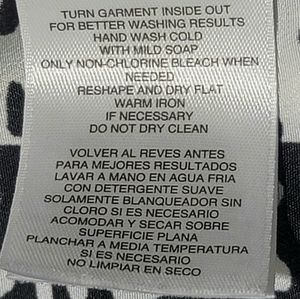 TURN GARMENT INSIDE OUT
FOR BETTER WASHING RESULTS
HAND WASH COLD
WITH MILD SOAP
ONLY NON-CHLORINE BLEACH WHEN
NEEDED
RESHAPE AND DRY FLAT
WARM IRON
IF NECESSARY
DO NOT DRY CLEAN
VOLVER AL REVES ANTES
PARA MEJORES RESULTADOS
LAVAR A MANO EN AGUA FRIA
CON DETERGENTE SUAVE
SOLAMENTE BLANQUEADOR SIN
CLORO SI ES NECESARIO
ACOMODAR Y SECAR SOBRE
SUPERFICIE PLANA
PLANCHAR A MEDIA TEMPERATURA
SI ES NECESARIO
NO LIMPIAR EN SECO